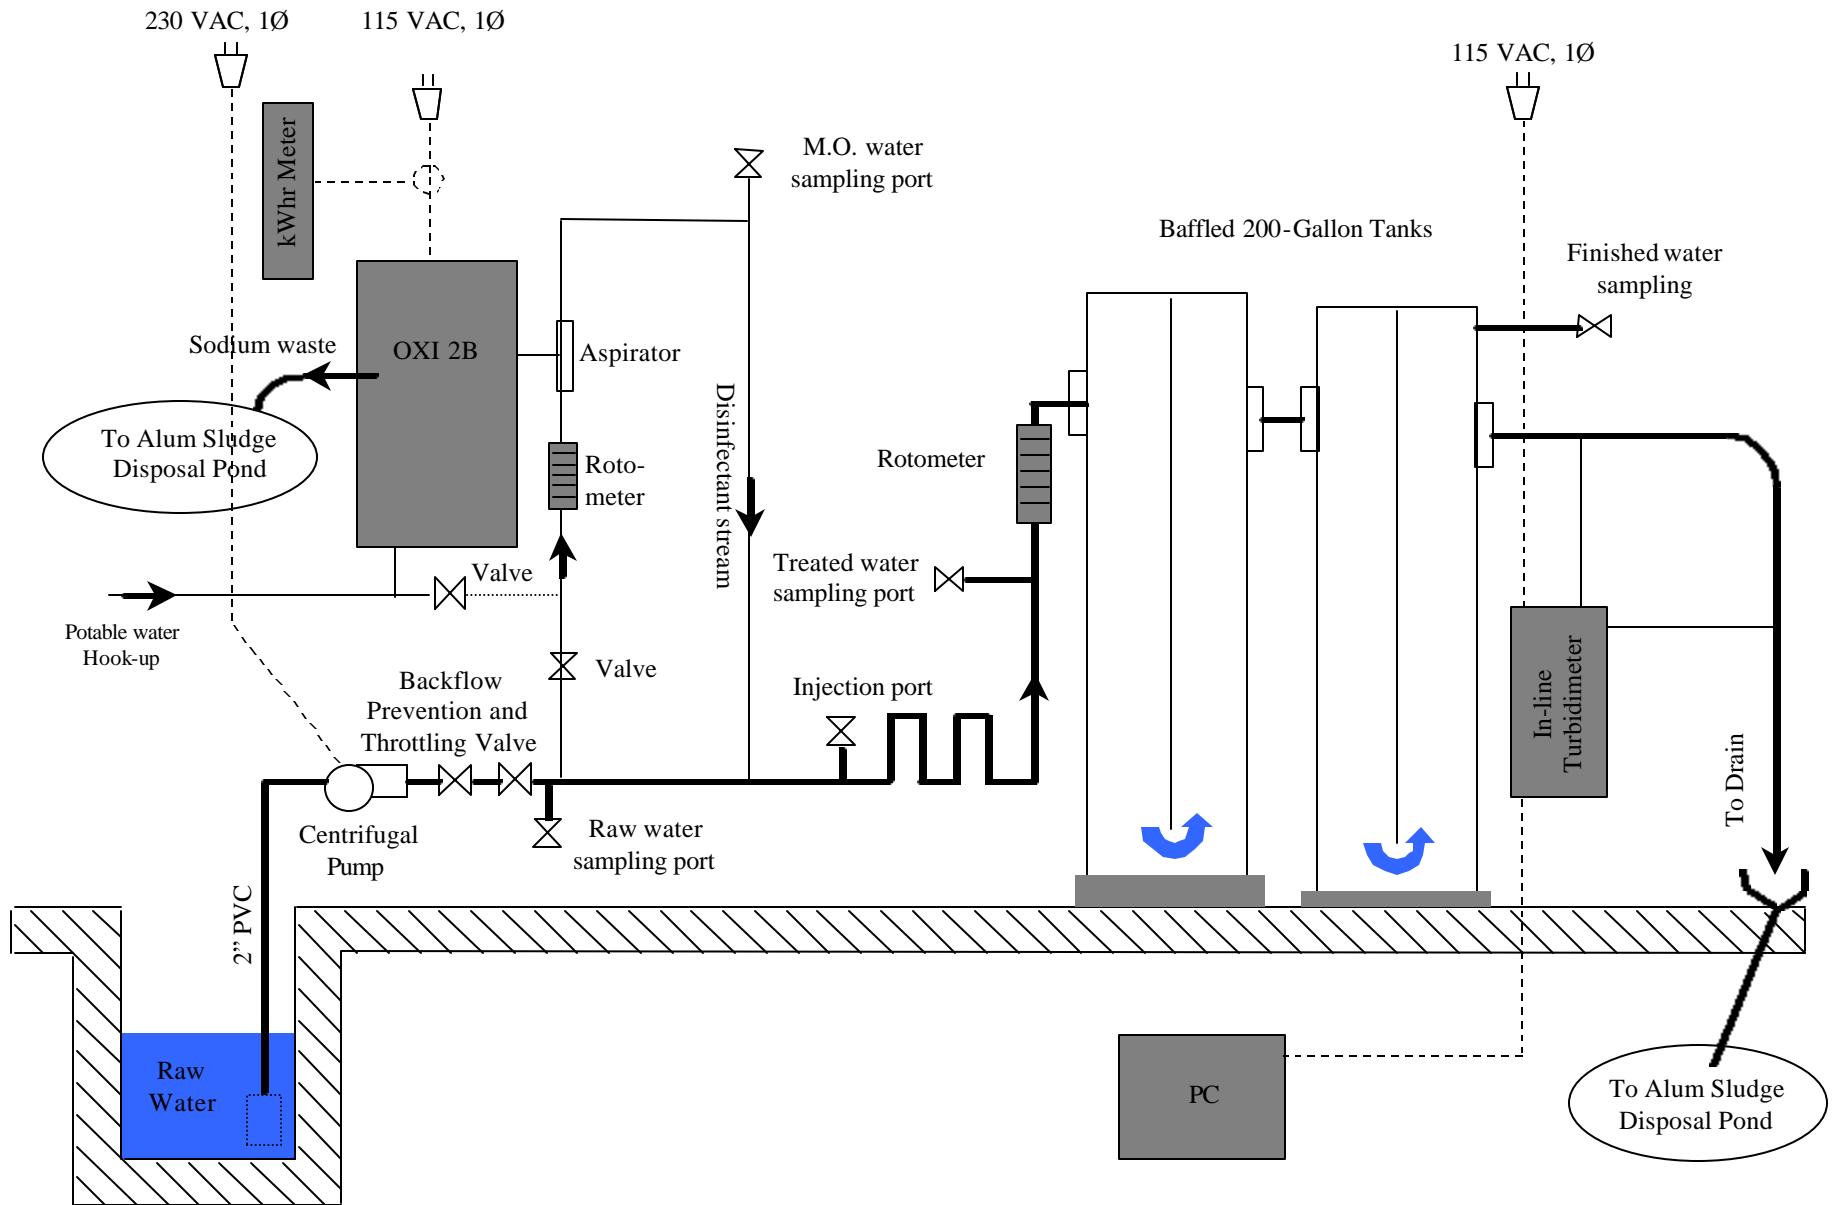 230 VAC, 1Ø
115 VAC, 1Ø
115 VAC, 1Ø
kWhr Meter
M.O. water
sampling port
Baffled 200-Gallon Tanks
Finished water
sampling
Sodium waste
OXI 2B
Aspirator
To Alum Sludge
Disposal Pond
Roto-
meter
Disinfectant stream
Rotometer
Valve
Treated water
sampling port
Potable water
Hook-up
Valve
Backflow
Prevention and
Throttling Valve
Injection port
In-line
Turbidimeter
To Drain
Centrifugal
Pump
Raw water
sampling port
2” PVC
Raw
Water
PC
To Alum Sludge
Disposal Pond